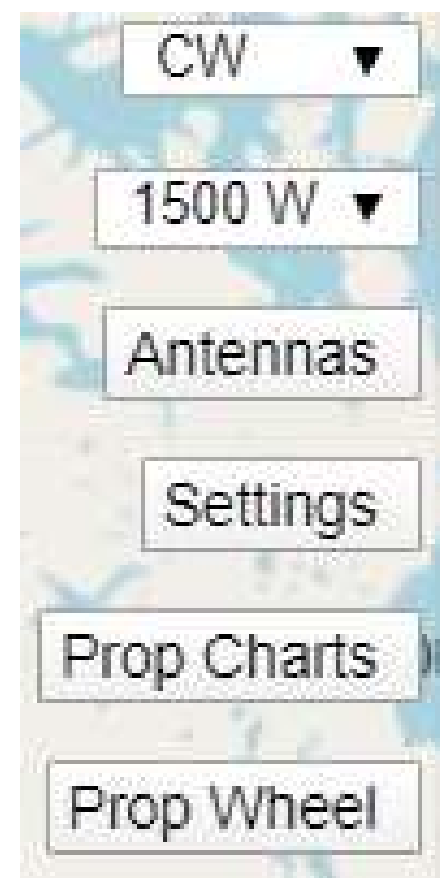 CW ▼
1500 W ▼
Antennas
Settings
Prop Charts
Prop Wheel